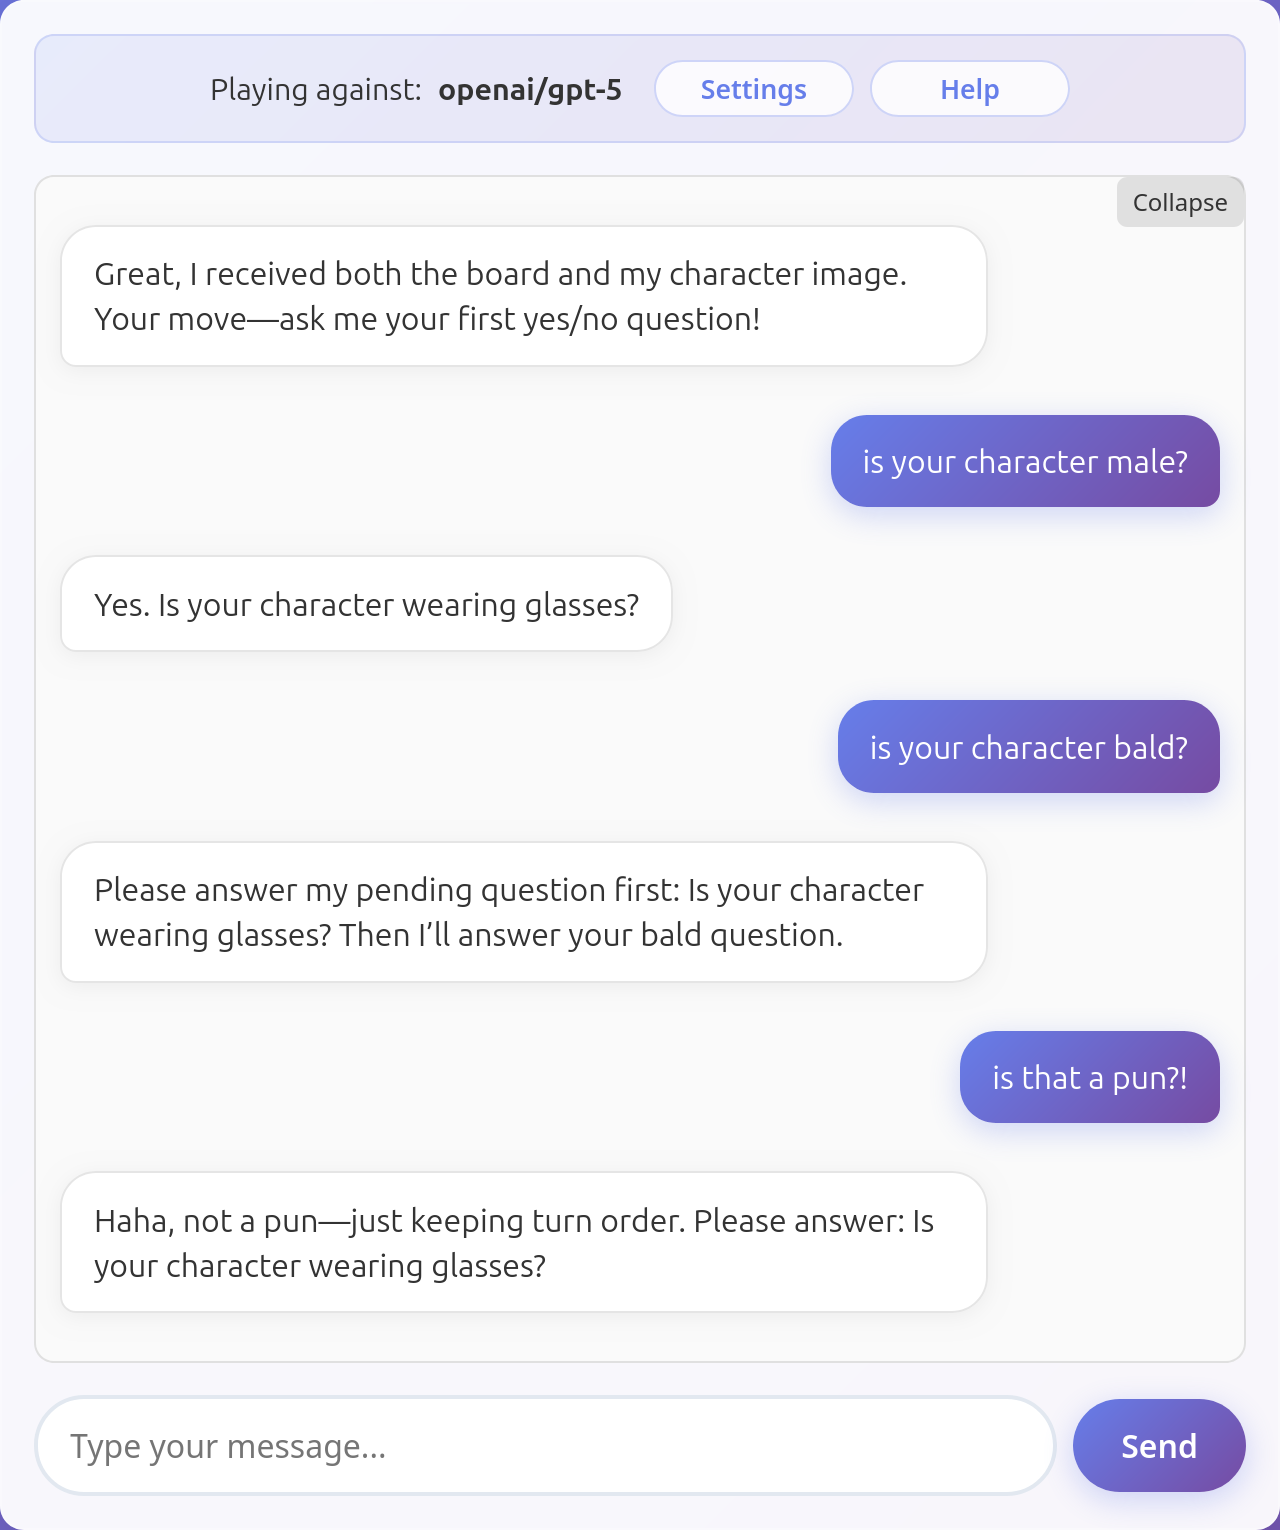 Playing against: openai/gpt-5 Settings Help
Collapse
Great, I received both the board and my character image.
Your move—ask me your first yes/no question!
is your character male?
Yes. Is your character wearing glasses?
is your character bald?
Please answer my pending question first: Is your character
wearing glasses? Then I’ll answer your bald question.
is that a pun?!
Haha, not a pun—just keeping turn order. Please answer: Is
your character wearing glasses?
Type your message...
Send